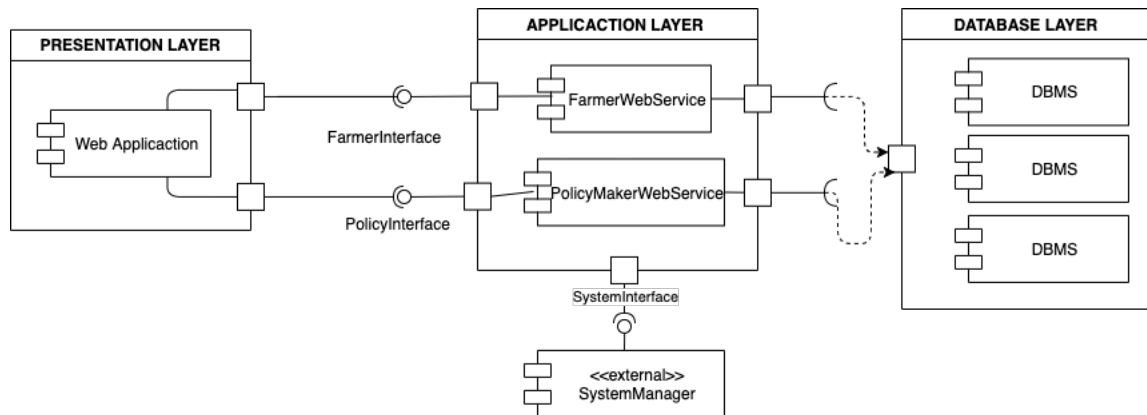 PRESENTATION LAYER
Web Applicaction
FarmerInterface
PolicyInterface
APPLICACTION LAYER
FarmerWebService
PolicyMakerWebService
SystemInterface
<<external>>
SystemManager
DATABASE LAYER
DBMS
DBMS
DBMS